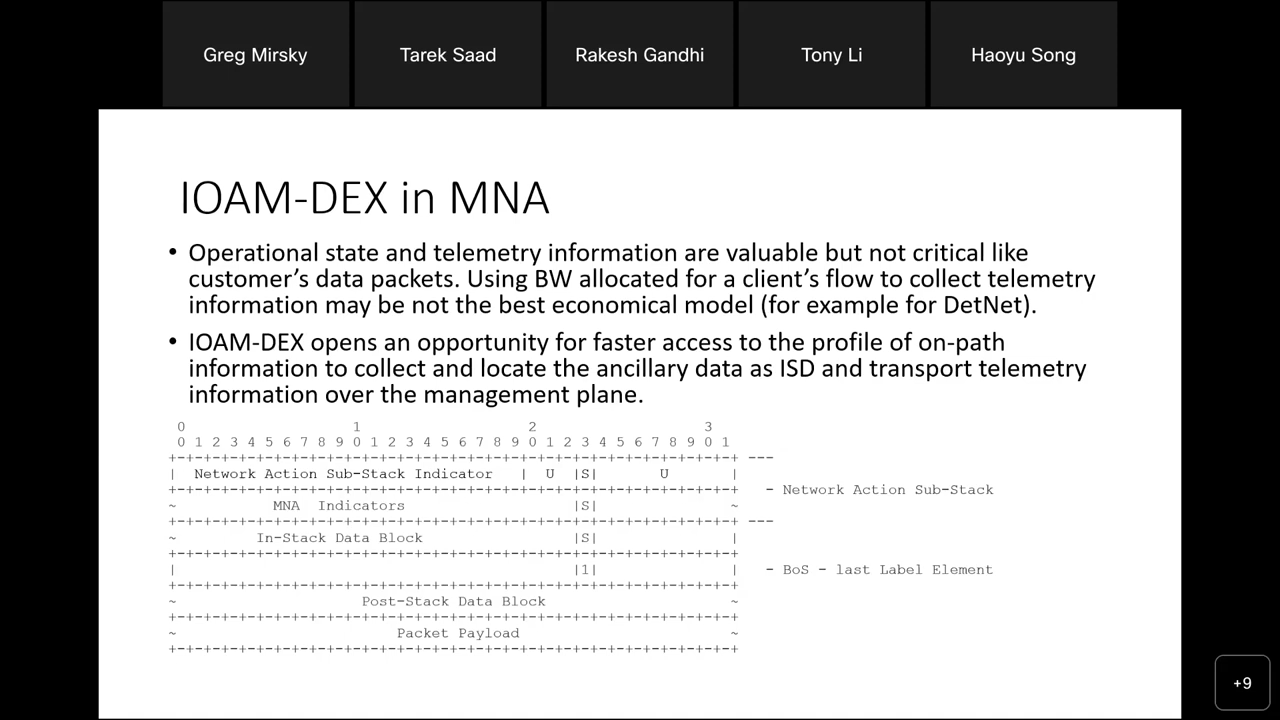 Greg Mirsky
Tarek Saad
Rakesh Gandhi
Tony Li
Haoyu Song
IOAM-DEX in MNA
• Operational state and telemetry information are valuable but not critical like
customer's data packets. Using BW allocated for a client's flow to collect telemetry
information may be not the best economical model (for example for DetNet).
• IOAM-DEX opens an opportunity for faster access to the profile of on-path
information to collect and locate the ancillary data as ISD and transport telemetry
information over the management plane.
0                   1                   2                   3
0 1 2 3 4 5 6 7 8 9 0 1 2 3 4 5 6 7 8 9 0 1 2 3 4 5 6 7 8 9 0 1
+-+-+-+-+-+-+-+-+-+-+-+-+-+-+-+-+-+-+-+-+-+-+-+-+-+-+-+-+-+-+-+-+ ---
|  Network Action Sub-Stack Indicator   |  U  |S|       U       |
+-+-+-+-+-+-+-+-+-+-+-+-+-+-+-+-+-+-+-+-+-+-+-+-+-+-+-+-+-+-+-+-+   - Network Action Sub-Stack
~           MNA  Indicators                   |S|               ~
+-+-+-+-+-+-+-+-+-+-+-+-+-+-+-+-+-+-+-+-+-+-+-+-+-+-+-+-+-+-+-+-+ ---
~         In-Stack Data Block                 |S|               |
+-+-+-+-+-+-+-+-+-+-+-+-+-+-+-+-+-+-+-+-+-+-+-+-+-+-+-+-+-+-+-+-+
|                                             |1|               |   - BoS - last Label Element
+-+-+-+-+-+-+-+-+-+-+-+-+-+-+-+-+-+-+-+-+-+-+-+-+-+-+-+-+-+-+-+-+
~                     Post-Stack Data Block                     ~
+-+-+-+-+-+-+-+-+-+-+-+-+-+-+-+-+-+-+-+-+-+-+-+-+-+-+-+-+-+-+-+-+
~                         Packet Payload                        ~
+-+-+-+-+-+-+-+-+-+-+-+-+-+-+-+-+-+-+-+-+-+-+-+-+-+-+-+-+-+-+-+-+
+9